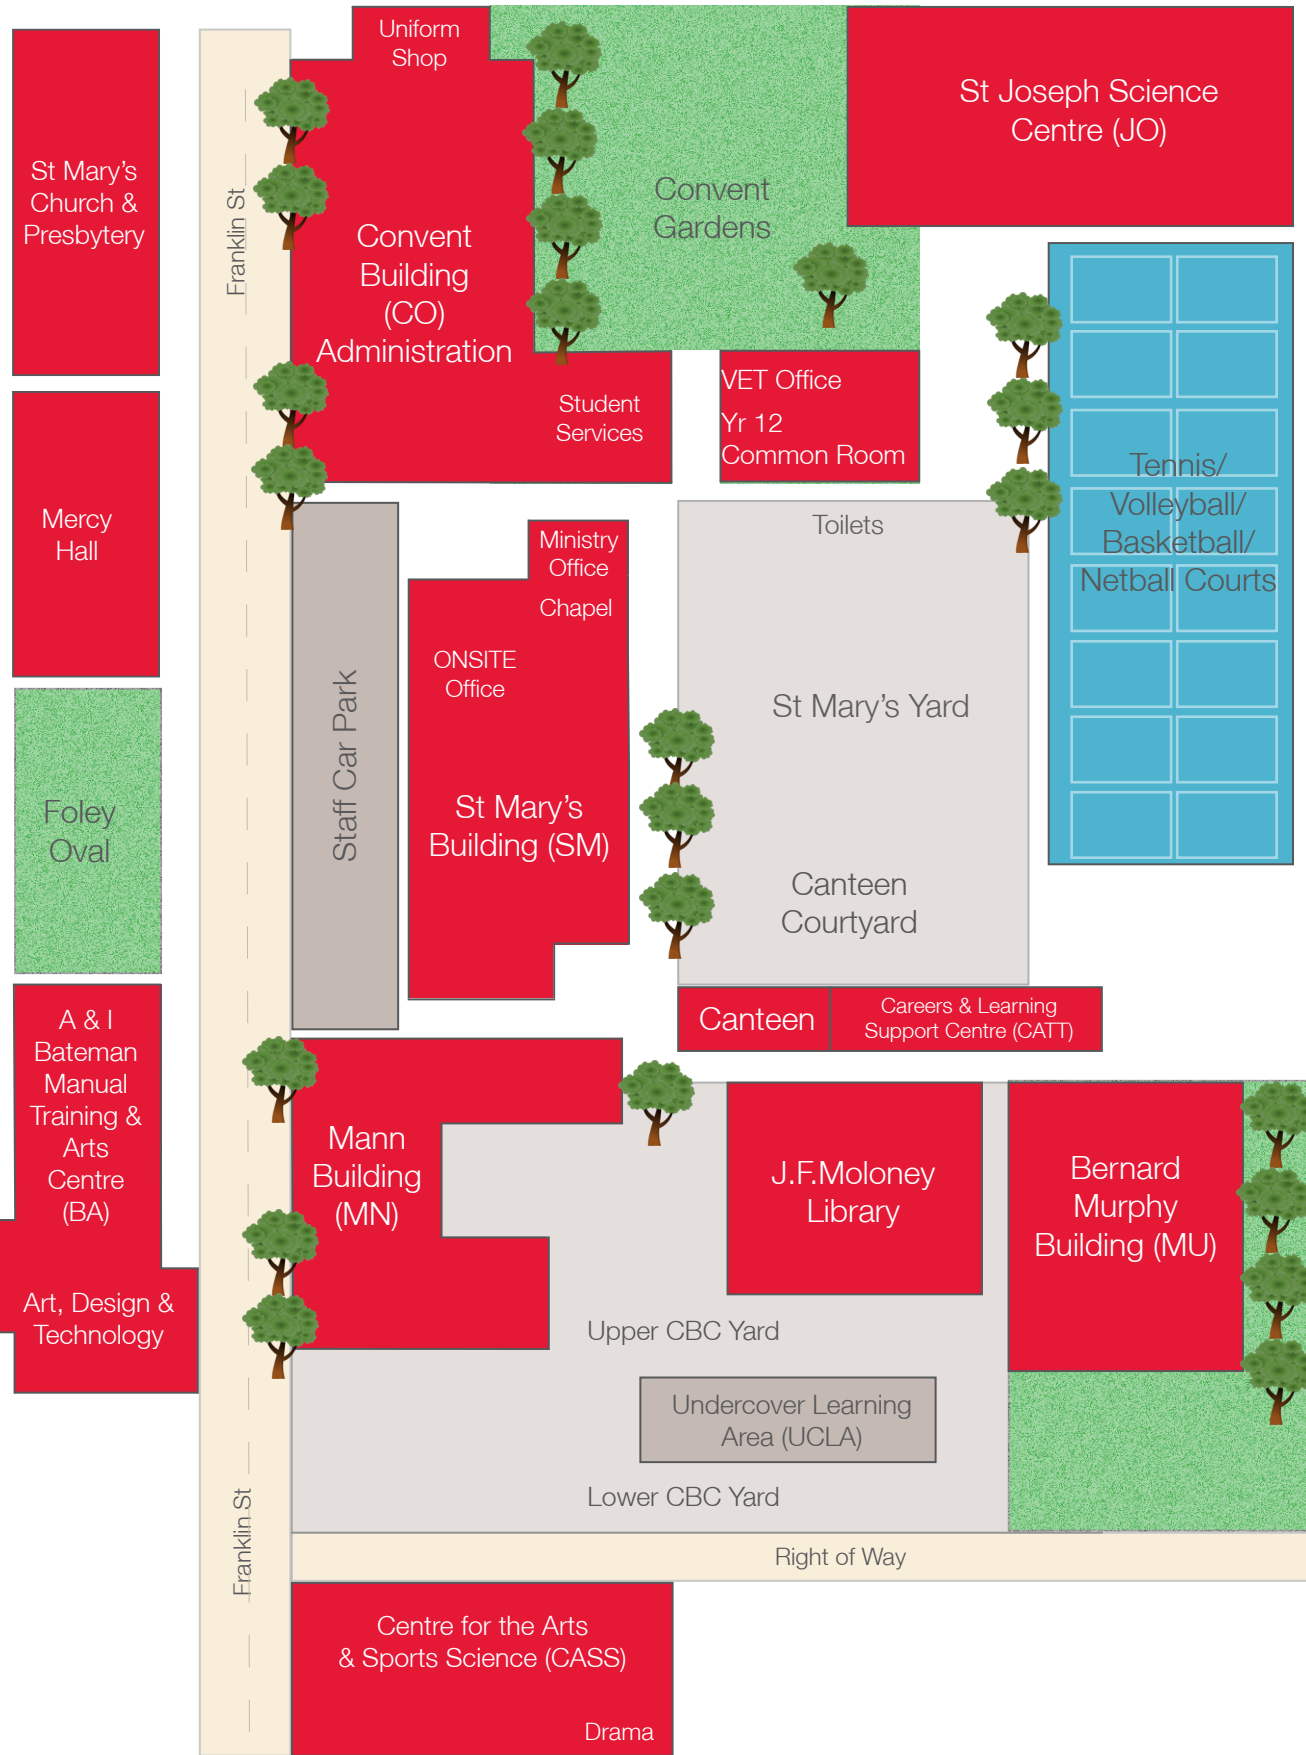 Uniform
Shop
St Joseph Science
Centre (JO)
St Mary's
Church &
Presbytery
Franklin St
Convent
Gardens
Convent
Building
(CO)
Administration
Student
Services
VET Office
Yr 12
Common Room
Tennis/
Volleyball/
Basketball/
Netball Courts
Mercy
Hall
Toilets
Ministry
Office
Chapel
ONSITE
Office
Staff Car Park
St Mary's Yard
Foley
Oval
St Mary's
Building (SM)
Canteen
Courtyard
Canteen
Careers & Learning
Support Centre (CATT)
A & I
Bateman
Manual
Training &
Arts
Centre
(BA)
Mann
Building
(MN)
J.F.Moloney
Library
Bernard
Murphy
Building (MU)
Art, Design &
Technology
Upper CBC Yard
Undercover Learning
Area (UCLA)
Lower CBC Yard
Franklin St
Right of Way
Centre for the Arts
& Sports Science (CASS)
Drama